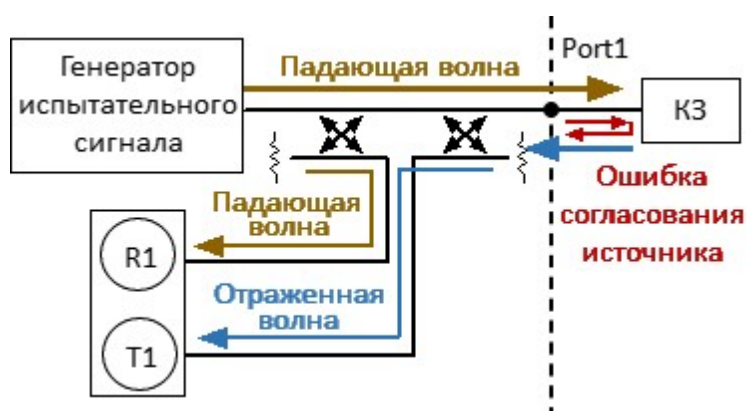 Генератор
испытательного
сигнала
Падающая волна
Port1
КЗ
Ошибка
согласования
источника
Падающая
волна
R1
Отраженная
волна
T1